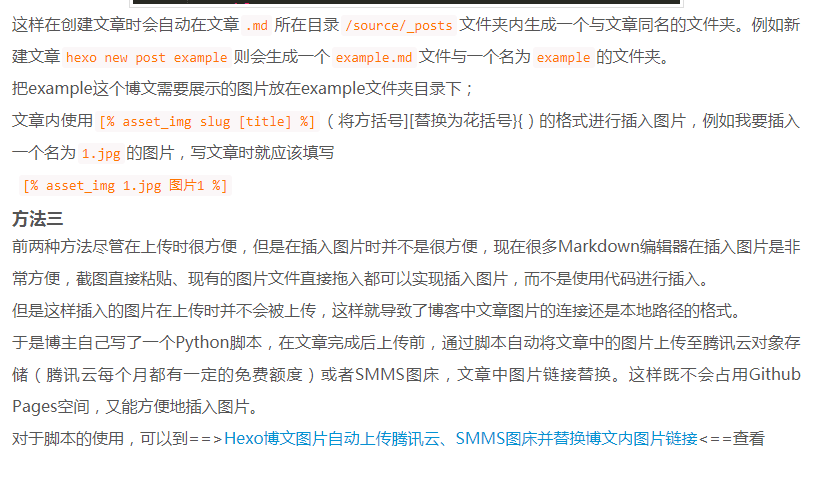 这样在创建文章时会自动在文章 .md 所在目录 /source/_posts 文件夹内生成一个与文章同名的文件夹。例如新
建文章 hexo new post example 则会生成一个 example.md 文件与一个名为 example 的文件夹。
把example这个博文需要展示的图片放在example文件夹目录下；
文章内使用 [% asset_img slug [title] %]（将方括号][替换为花括号}{）的格式进行插入图片，例如我要插入
一个名为 1.jpg 的图片，写文章时就应该填写
[% asset_img 1.jpg 图片1 %]
方法三
前两种方法尽管在上传时很方便，但是在插入图片时并不是很方便，现在很多Markdown编辑器在插入图片是非
常方便，截图直接粘贴、现有的图片文件直接拖入都可以实现插入图片，而不是使用代码进行插入。
但是这样插入的图片在上传时并不会被上传，这样就导致了博客中文章图片的连接还是本地路径的格式。
于是博主自己写了一个Python脚本，在文章完成后上传前，通过脚本自动将文章中的图片上传至腾讯云对象存
储（腾讯云每个月都有一定的免费额度）或者SMMS图床，文章中图片链接替换。这样既不会占用Github
Pages空间，又能方便地插入图片。
对于脚本的使用，可以到==>Hexo博文图片自动上传腾讯云、SMMS图床并替换博文内图片链接<==查看